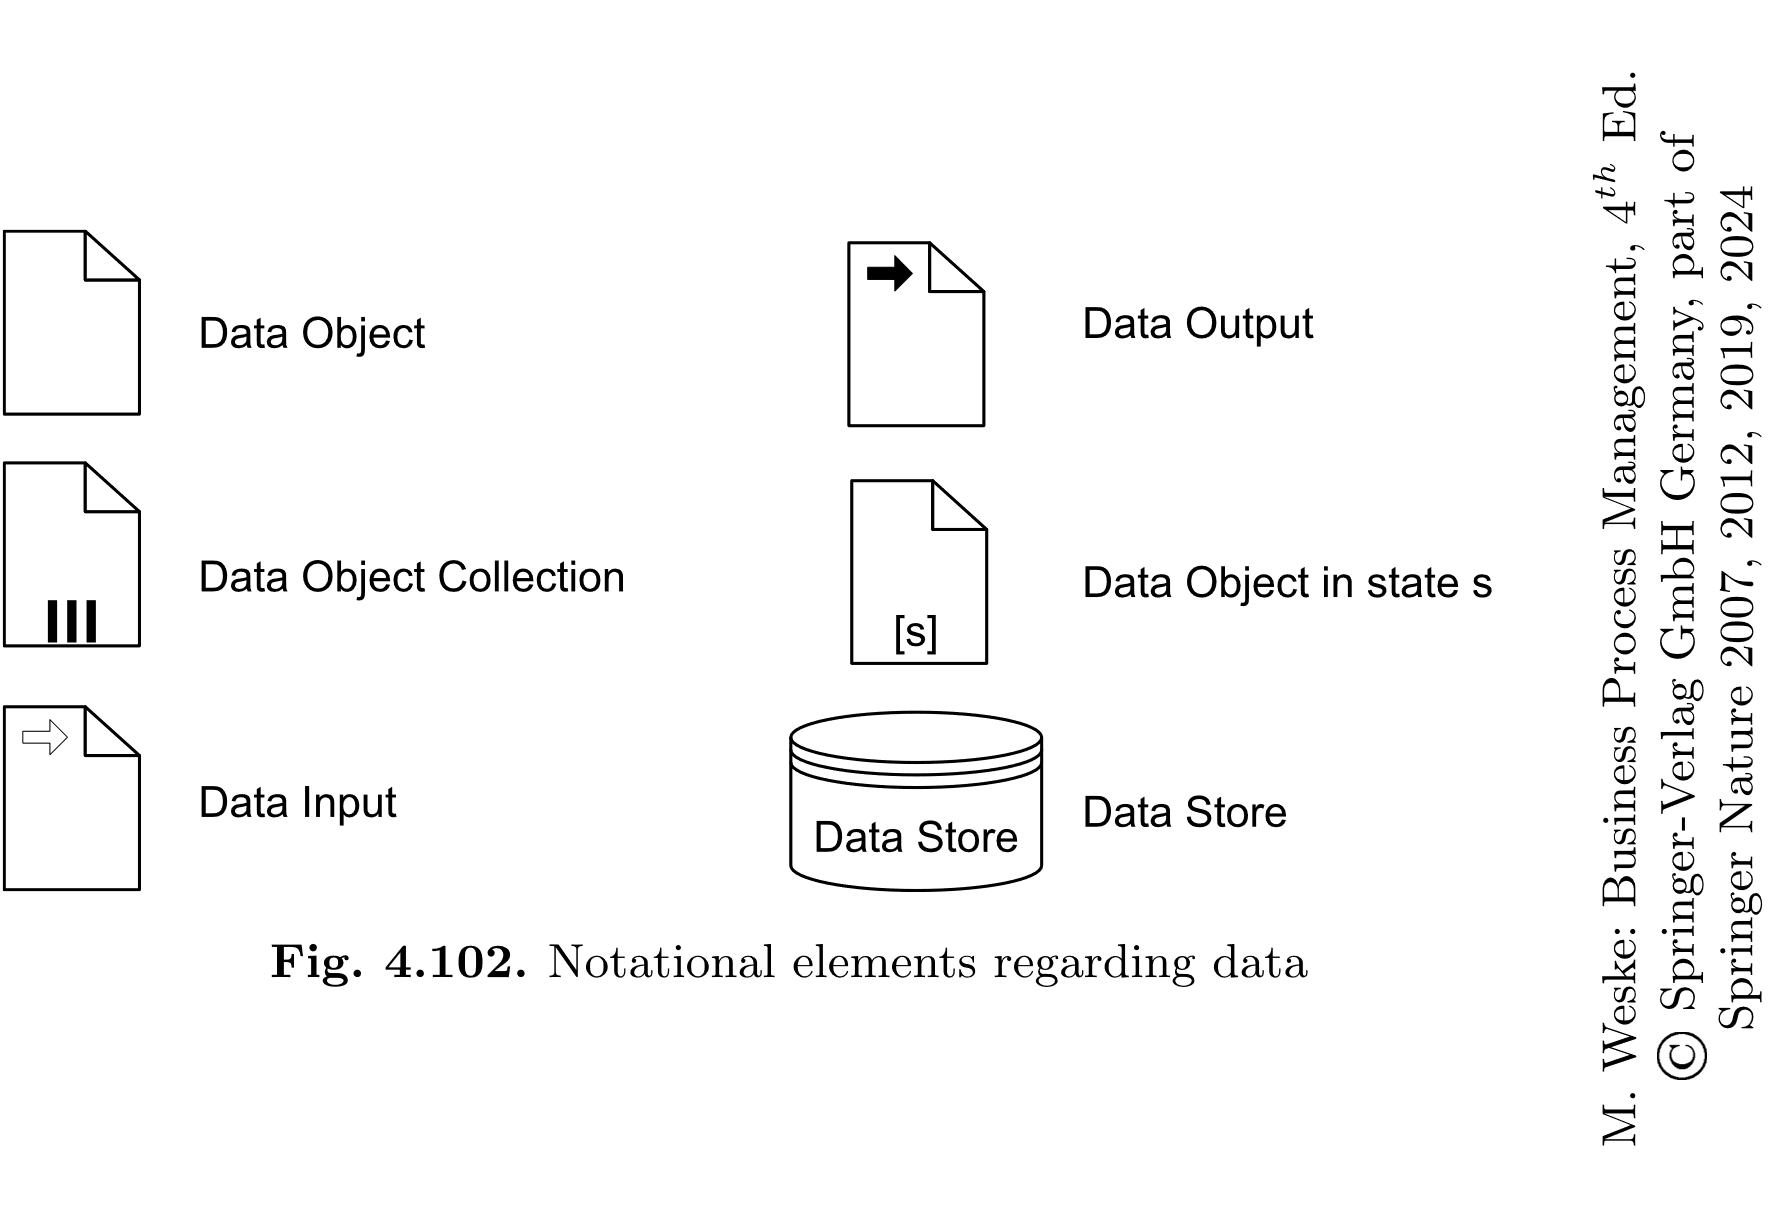 Data Object
Data Output
Data Object Collection
Data Object in state s
[s]
Data Input
Data Store
Data Store
Fig. 4.102. Notational elements regarding data
M. Weske: Business Process Management, 4th Ed.
© Springer-Verlag GmbH Germany, part of
Springer Nature 2007, 2012, 2019, 2024